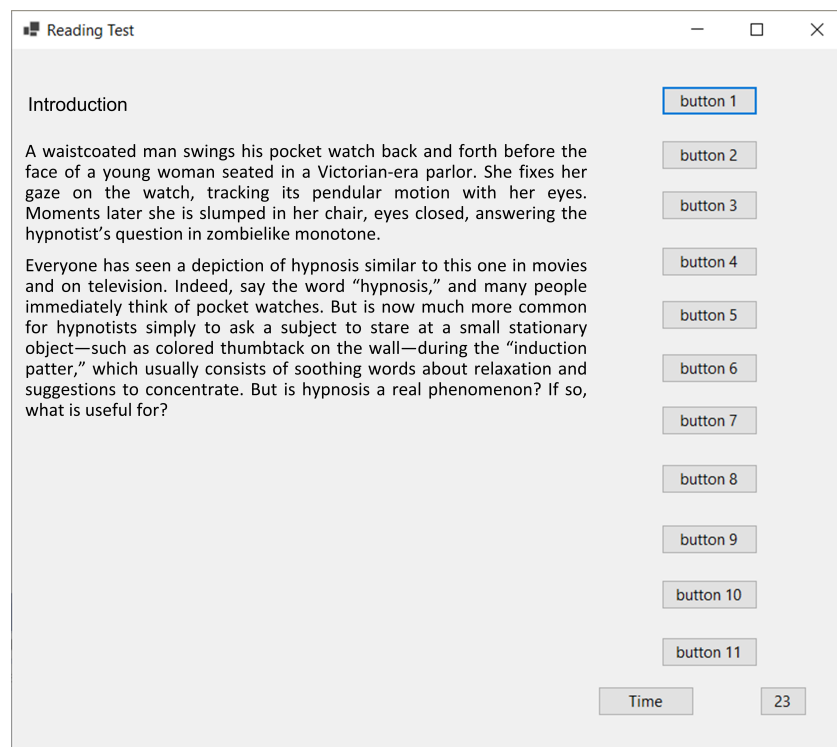 Reading Test
Introduction
A waistcoated man swings his pocket watch back and forth before the
face of a young woman seated in a Victorian-era parlor. She fixes her
gaze on the watch, tracking its pendular motion with her eyes.
Moments later she is slumped in her chair, eyes closed, answering the
hypnotist’s question in zombielike monotone.
Everyone has seen a depiction of hypnosis similar to this one in movies
and on television. Indeed, say the word “hypnosis,” and many people
immediately think of pocket watches. But is now much more common
for hypnotists simply to ask a subject to stare at a small stationary
object—such as colored thumbtack on the wall—during the “induction
patter,” which usually consists of soothing words about relaxation and
suggestions to concentrate. But is hypnosis a real phenomenon? If so,
what is useful for?
button 1
button 2
button 3
button 4
button 5
button 6
button 7
button 8
button 9
button 10
button 11
Time
23